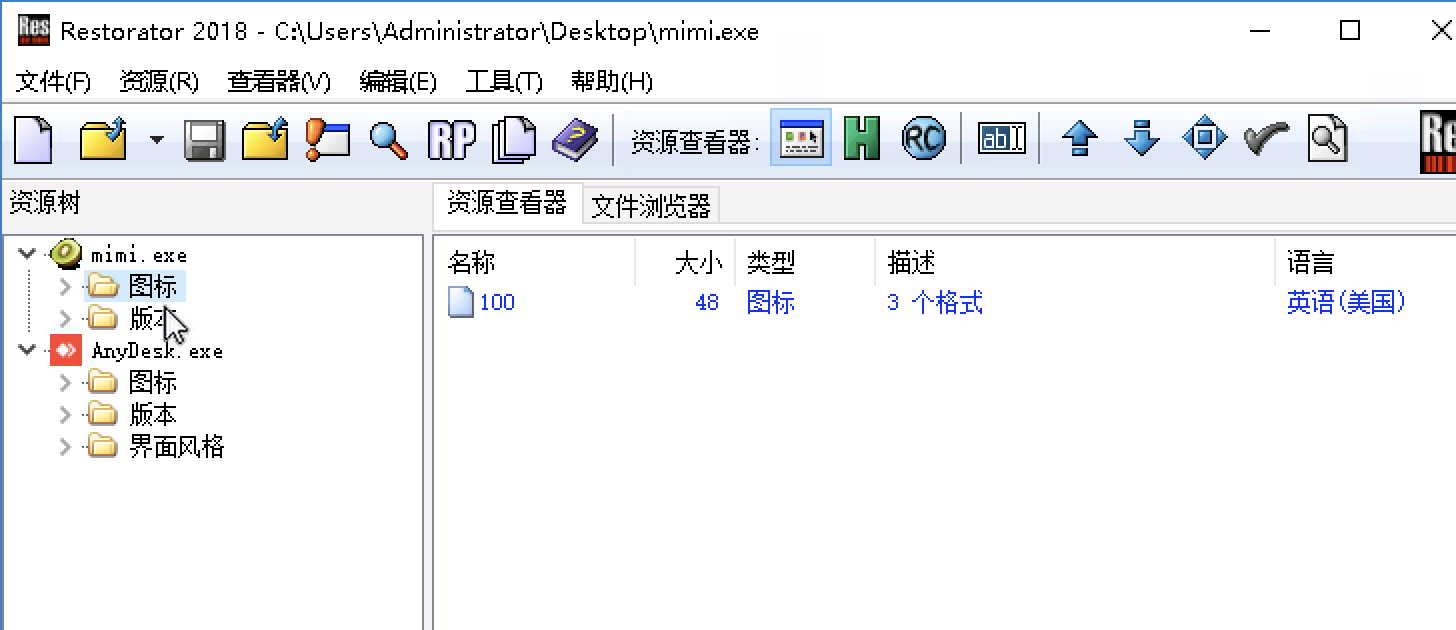 Restorator 2018 - C:\Users\Administrator\Desktop\mimi.exe
文件(F) 资源(R) 查看器(V) 编辑(E) 工具(T) 帮助(H)
RP 资源查看器: H RC ab
资源树
资源查看器 文件浏览器
mimi.exe
图标
版本
AnyDesk.exe
图标
版本
界面风格
名称 大小 类型 描述 语言
100 48 图标 3 个格式 英语(美国)